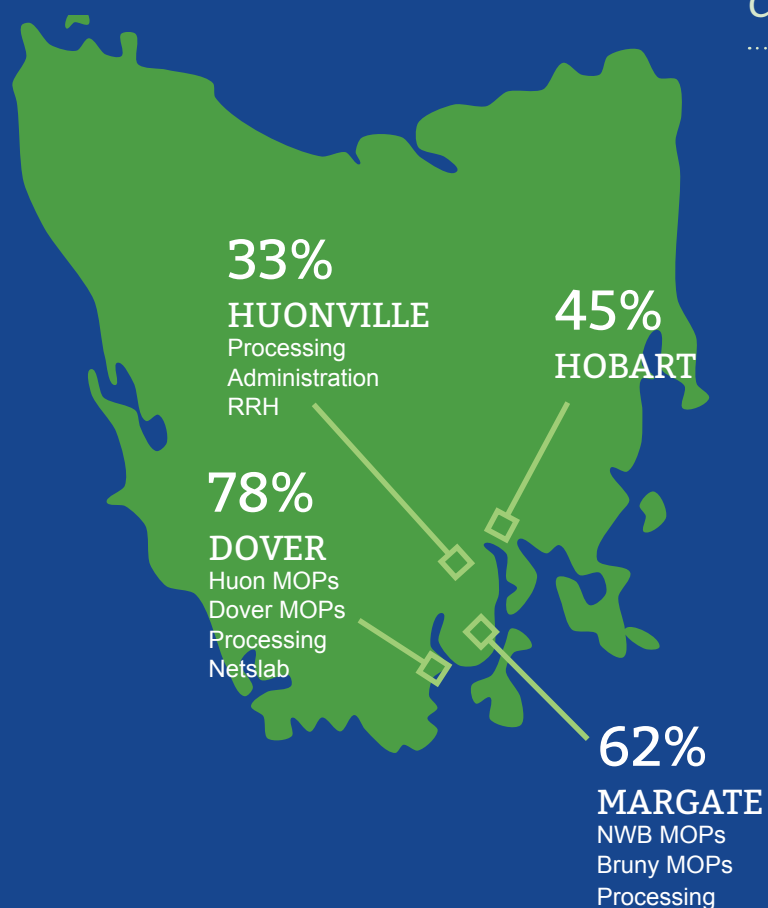 33%
HUONVILLE
Processing
Administration
RRH
45%
HOBART
78%
DOVER
Huon MOPs
Dover MOPs
Processing
Netslab
62%
MARGATE
NWB MOPs
Bruny MOPs
Processing